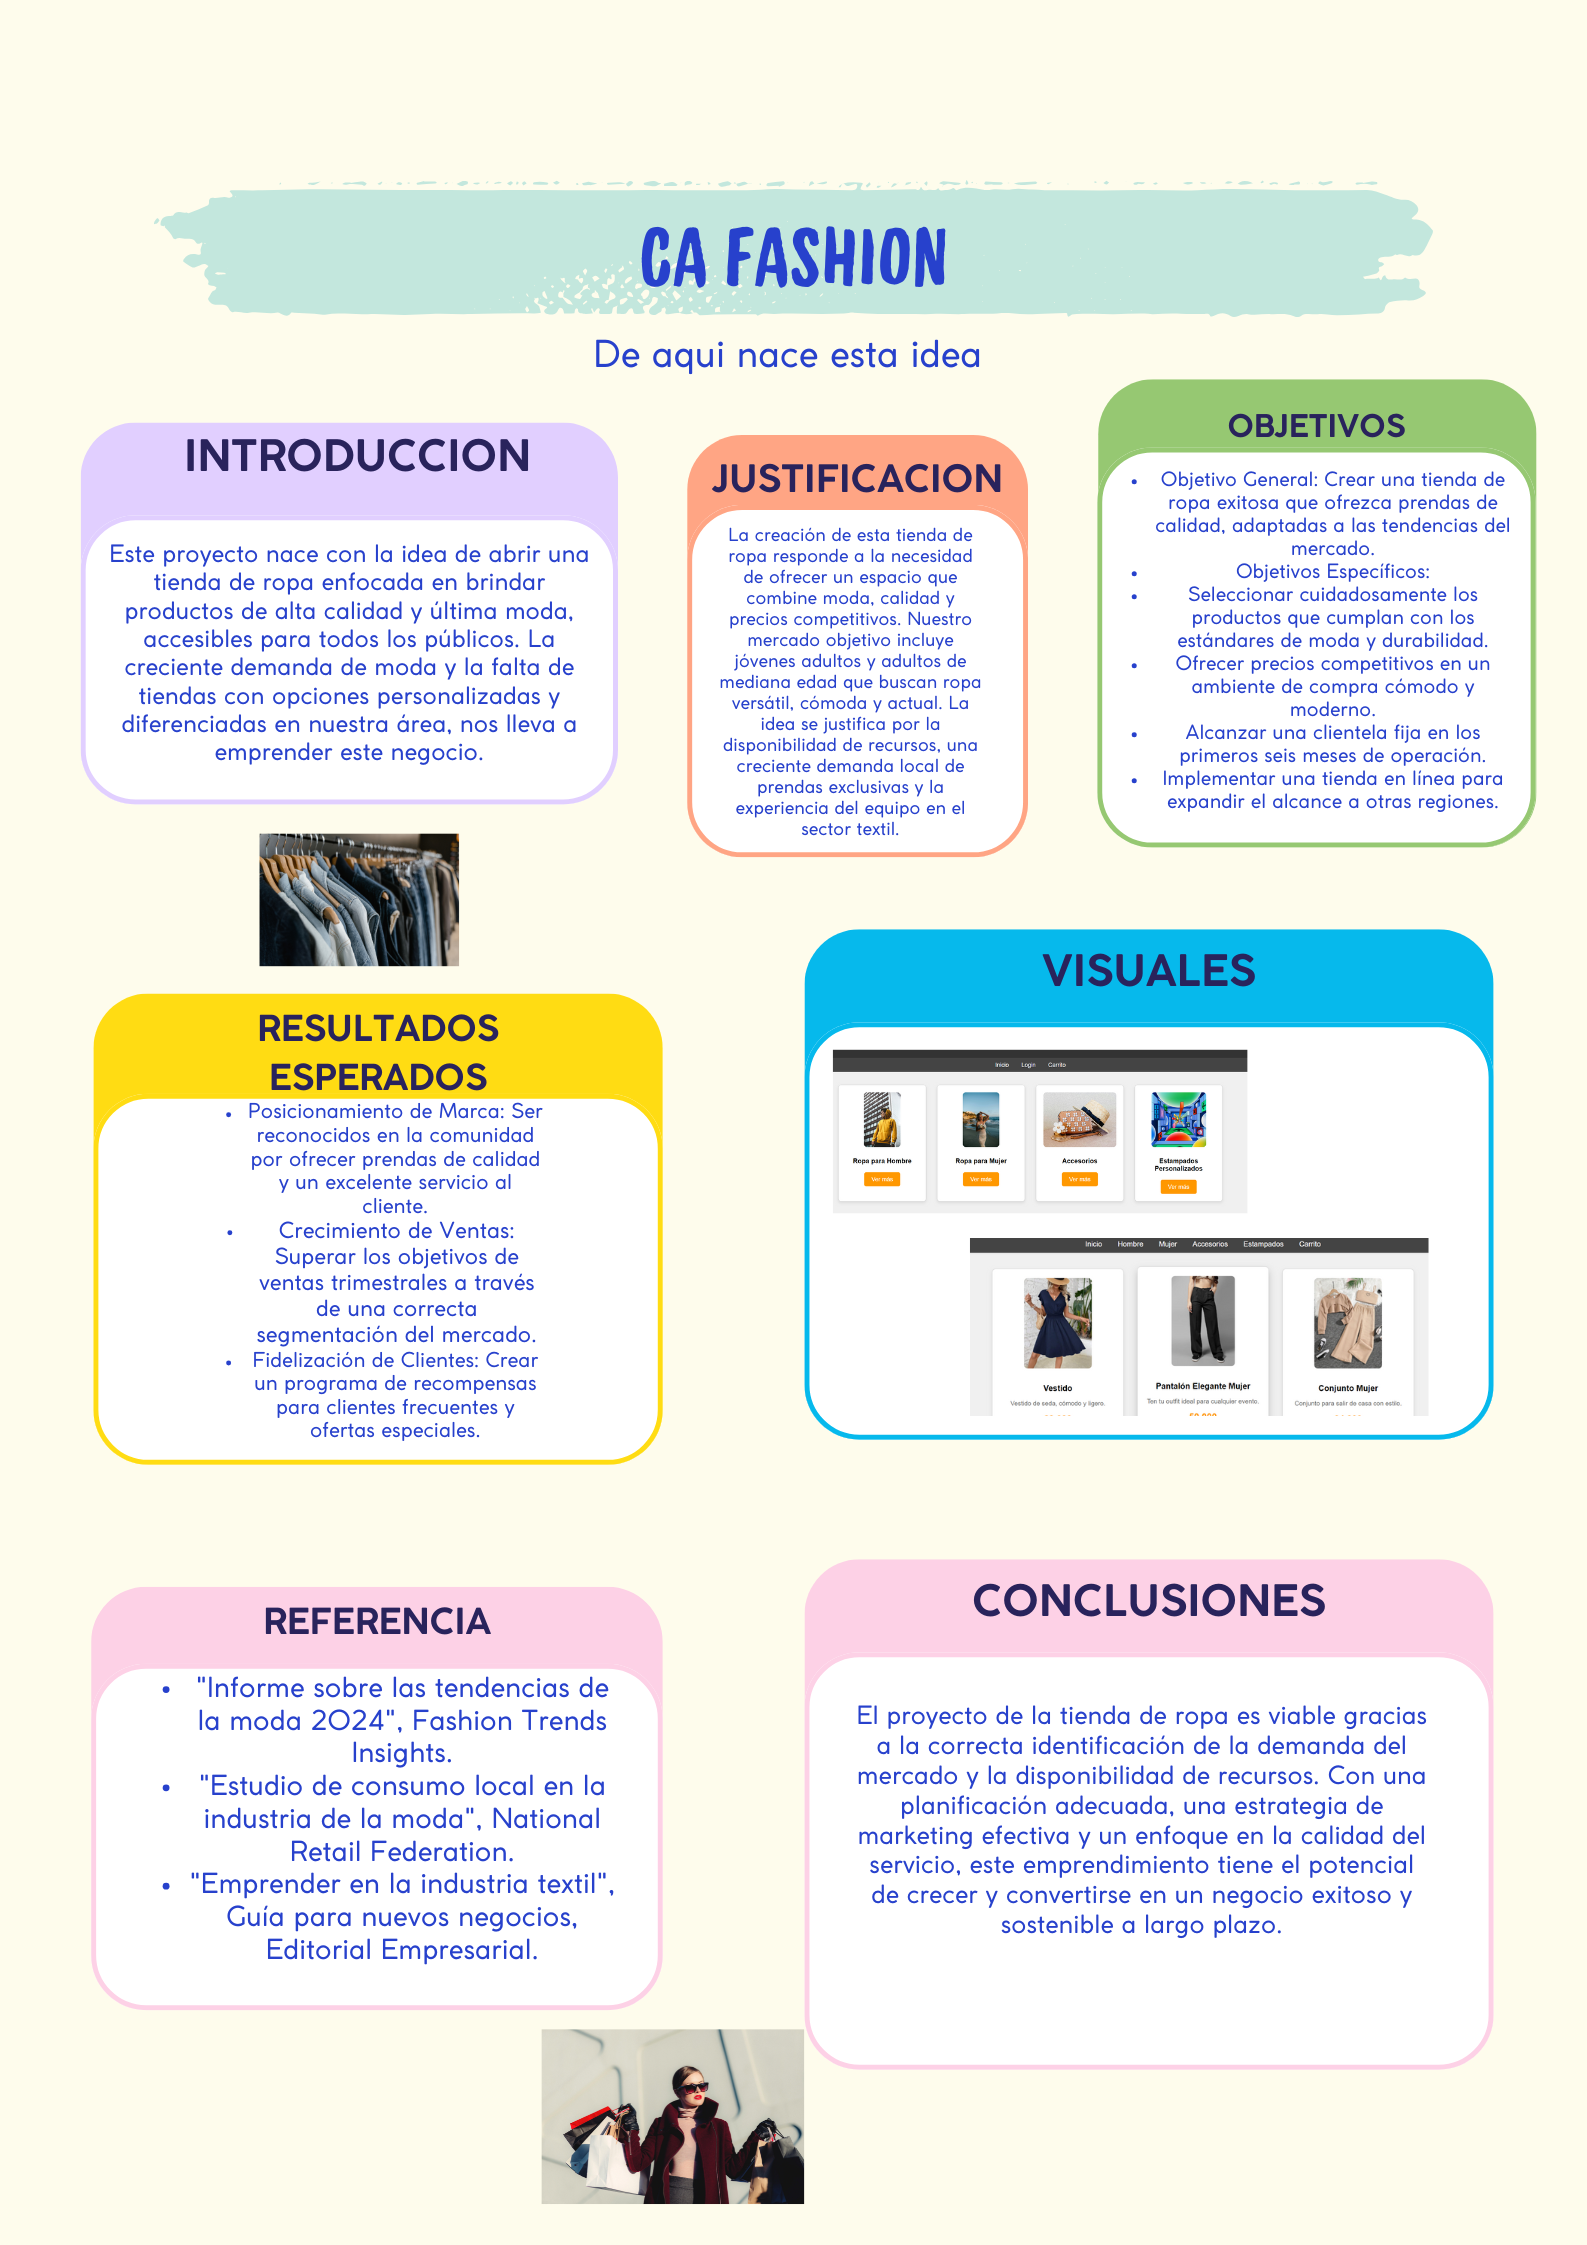 CA FASHION
De aqui nace esta idea
INTRODUCCION
Este proyecto nace con la idea de abrir una
tienda de ropa enfocada en brindar
productos de alta calidad y última moda,
accesibles para todos los públicos. La
creciente demanda de moda y la falta de
tiendas con opciones personalizadas y
diferenciadas en nuestra área, nos lleva a
emprender este negocio.
JUSTIFICACION
La creación de esta tienda de
ropa responde a la necesidad
de ofrecer un espacio que
combine moda, calidad y
precios competitivos. Nuestro
mercado objetivo incluye
jóvenes adultos y adultos de
mediana edad que buscan ropa
versátil, cómoda y actual. La
idea se justifica por la
disponibilidad de recursos, una
creciente demanda local de
prendas exclusivas y la
experiencia del equipo en el
sector textil.
OBJETIVOS
• Objetivo General: Crear una tienda de
ropa exitosa que ofrezca prendas de
calidad, adaptadas a las tendencias del
mercado.
• Objetivos Específicos:
• Seleccionar cuidadosamente los
productos que cumplan con los
estándares de moda y durabilidad.
• Ofrecer precios competitivos en un
ambiente de compra cómodo y
moderno.
• Alcanzar una clientela fija en los
primeros seis meses de operación.
• Implementar una tienda en línea para
expandir el alcance a otras regiones.
RESULTADOS
ESPERADOS
• Posicionamiento de Marca: Ser
reconocidos en la comunidad
por ofrecer prendas de calidad
y un excelente servicio al
cliente.
• Crecimiento de Ventas:
Superar los objetivos de
ventas trimestrales a través
de una correcta
segmentación del mercado.
• Fidelización de Clientes: Crear
un programa de recompensas
para clientes frecuentes y
ofertas especiales.
VISUALES
Inicio Login Carrito
Ropa para Hombre
Ver más
Ropa para Mujer
Ver más
Accesorios
Ver más
Estampados
Personalizados
Ver más
Inicio Hombre Mujer Accesorios Estampados Carrito
Vestido
Vestido de seda, cómodo y ligero.
Pantalón Elegante Mujer
Ten tu outfit ideal para cualquier evento.
Conjunto Mujer
Conjunto para salir de casa con estilo.
REFERENCIA
• "Informe sobre las tendencias de
la moda 2024", Fashion Trends
Insights.
• "Estudio de consumo local en la
industria de la moda", National
Retail Federation.
• "Emprender en la industria textil",
Guía para nuevos negocios,
Editorial Empresarial.
CONCLUSIONES
El proyecto de la tienda de ropa es viable gracias
a la correcta identificación de la demanda del
mercado y la disponibilidad de recursos. Con una
planificación adecuada, una estrategia de
marketing efectiva y un enfoque en la calidad del
servicio, este emprendimiento tiene el potencial
de crecer y convertirse en un negocio exitoso y
sostenible a largo plazo.